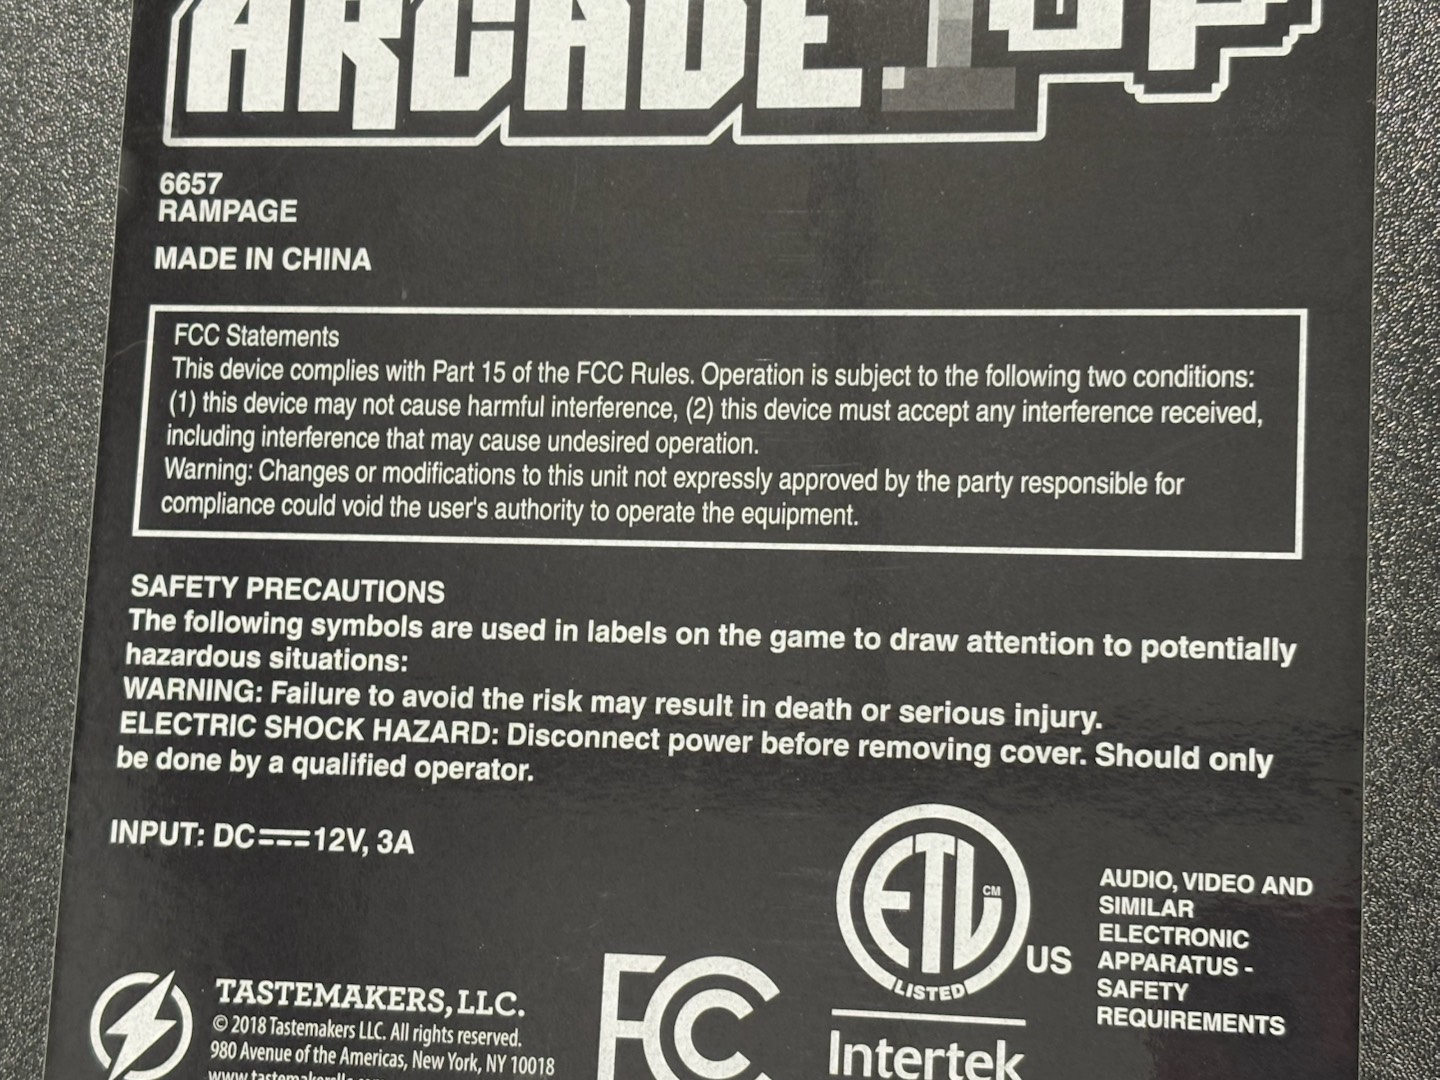 ARCADE1UP
6657
RAMPAGE
MADE IN CHINA
FCC Statements
This device complies with Part 15 of the FCC Rules. Operation is subject to the following two conditions:
(1) this device may not cause harmful interference, (2) this device must accept any interference received,
including interference that may cause undesired operation.
Warning: Changes or modifications to this unit not expressly approved by the party responsible for
compliance could void the user's authority to operate the equipment.
SAFETY PRECAUTIONS
The following symbols are used in labels on the game to draw attention to potentially
hazardous situations:
WARNING: Failure to avoid the risk may result in death or serious injury.
ELECTRIC SHOCK HAZARD: Disconnect power before removing cover. Should only
be done by a qualified operator.
INPUT: DC⎓12V, 3A
TASTEMAKERS, LLC.
© 2018 Tastemakers LLC. All rights reserved.
980 Avenue of the Americas, New York, NY 10018
FC
ETL CM
LISTED
US
Intertek
AUDIO, VIDEO AND
SIMILAR
ELECTRONIC
APPARATUS -
SAFETY
REQUIREMENTS